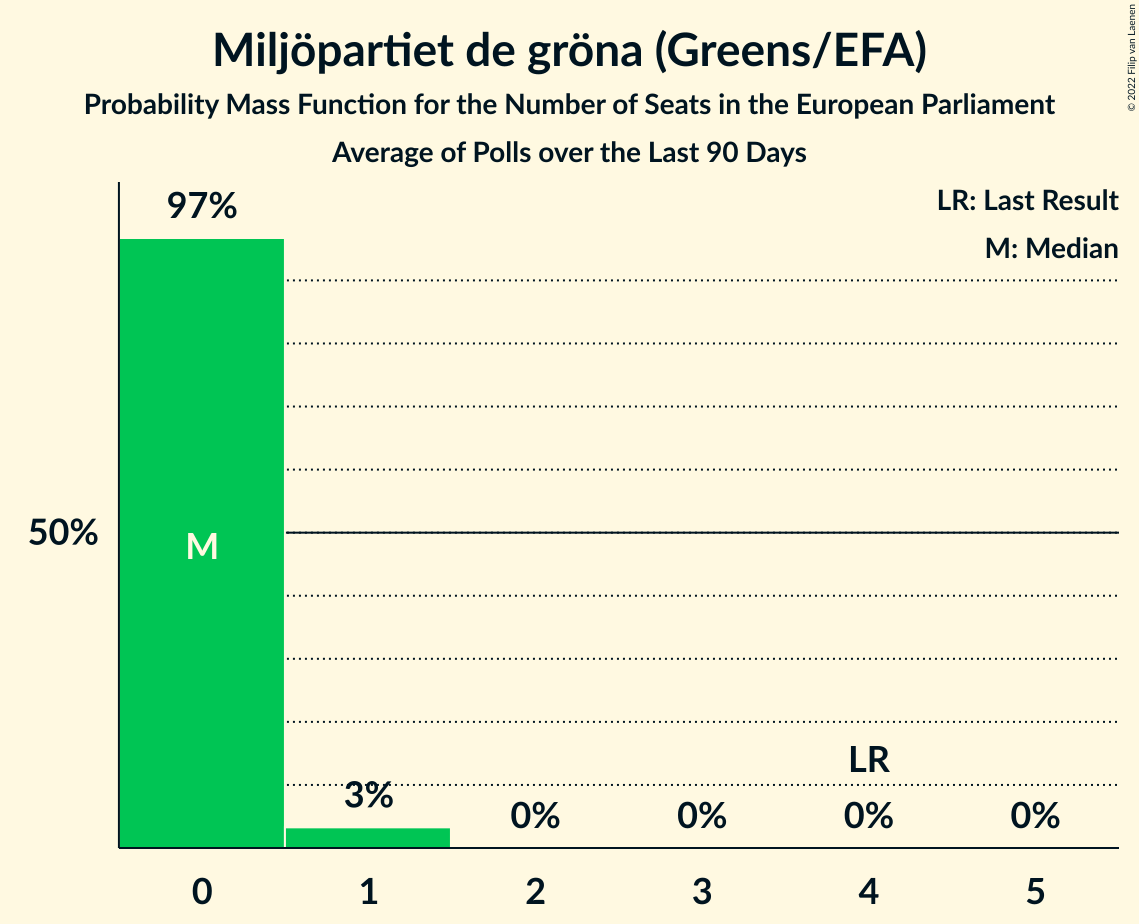 Miljöpartiet de gröna (Greens/EFA)
Probability Mass Function for the Number of Seats in the European Parliament
Average of Polls over the Last 90 Days
© 2022 Filip van Laenen
LR: Last Result
M: Median
97%
50%
M
LR
3%
0%
0%
0%
0%
0
1
2
3
4
5